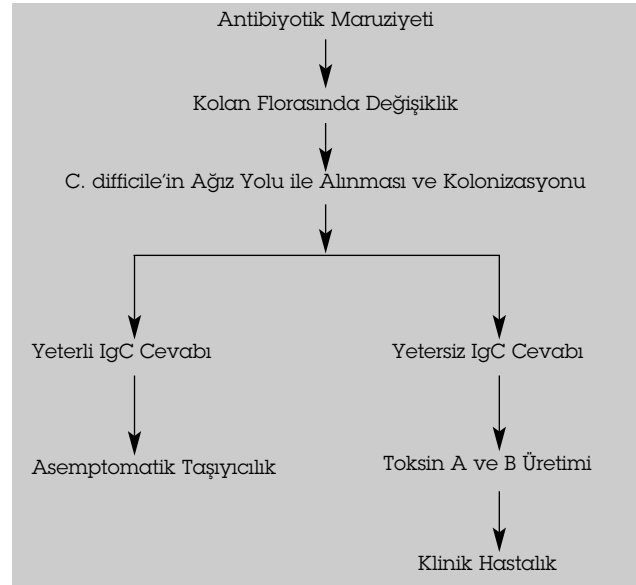 Antibiyotik Maruziyeti
Kolan Florasında Değişiklik
C. difficile'in Ağız Yolu ile Alınması ve Kolonizasyonu
Yeterli IgC Cevabı
Yetersiz IgC Cevabı
Asemptomatik Taşıyıcılık
Toksin A ve B Üretimi
Klinik Hastalık